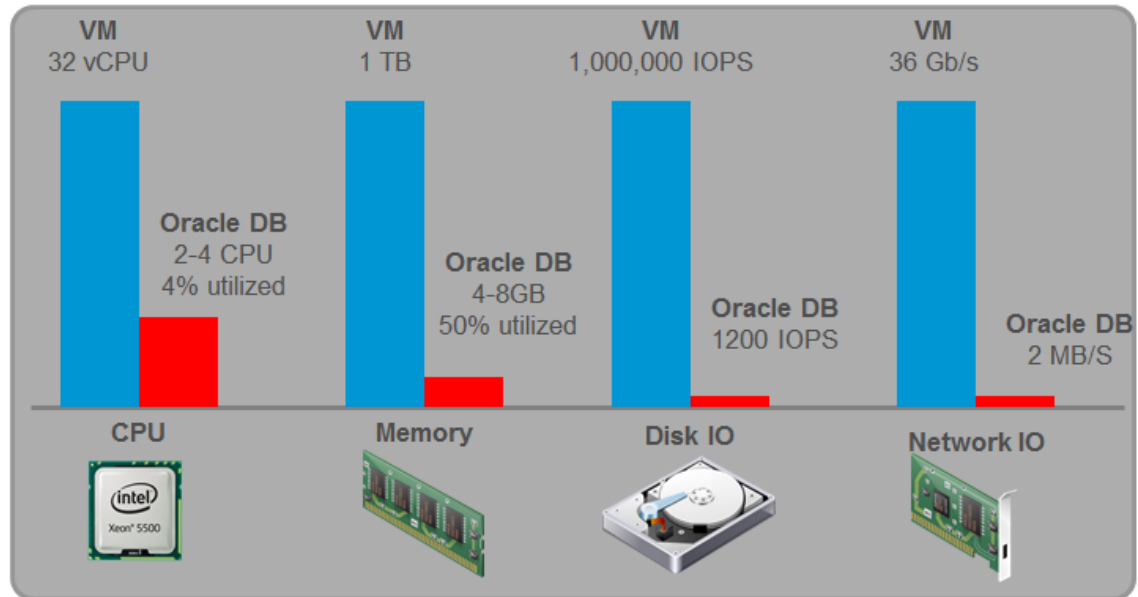 VM
32 vCPU
VM
1 TB
VM
1,000,000 IOPS
VM
36 Gb/s
Oracle DB
2-4 CPU
4% utilized
Oracle DB
4-8GB
50% utilized
Oracle DB
1200 IOPS
Oracle DB
2 MB/S
CPU
Memory
Disk IO
Network IO
intel
Xeon® 5500